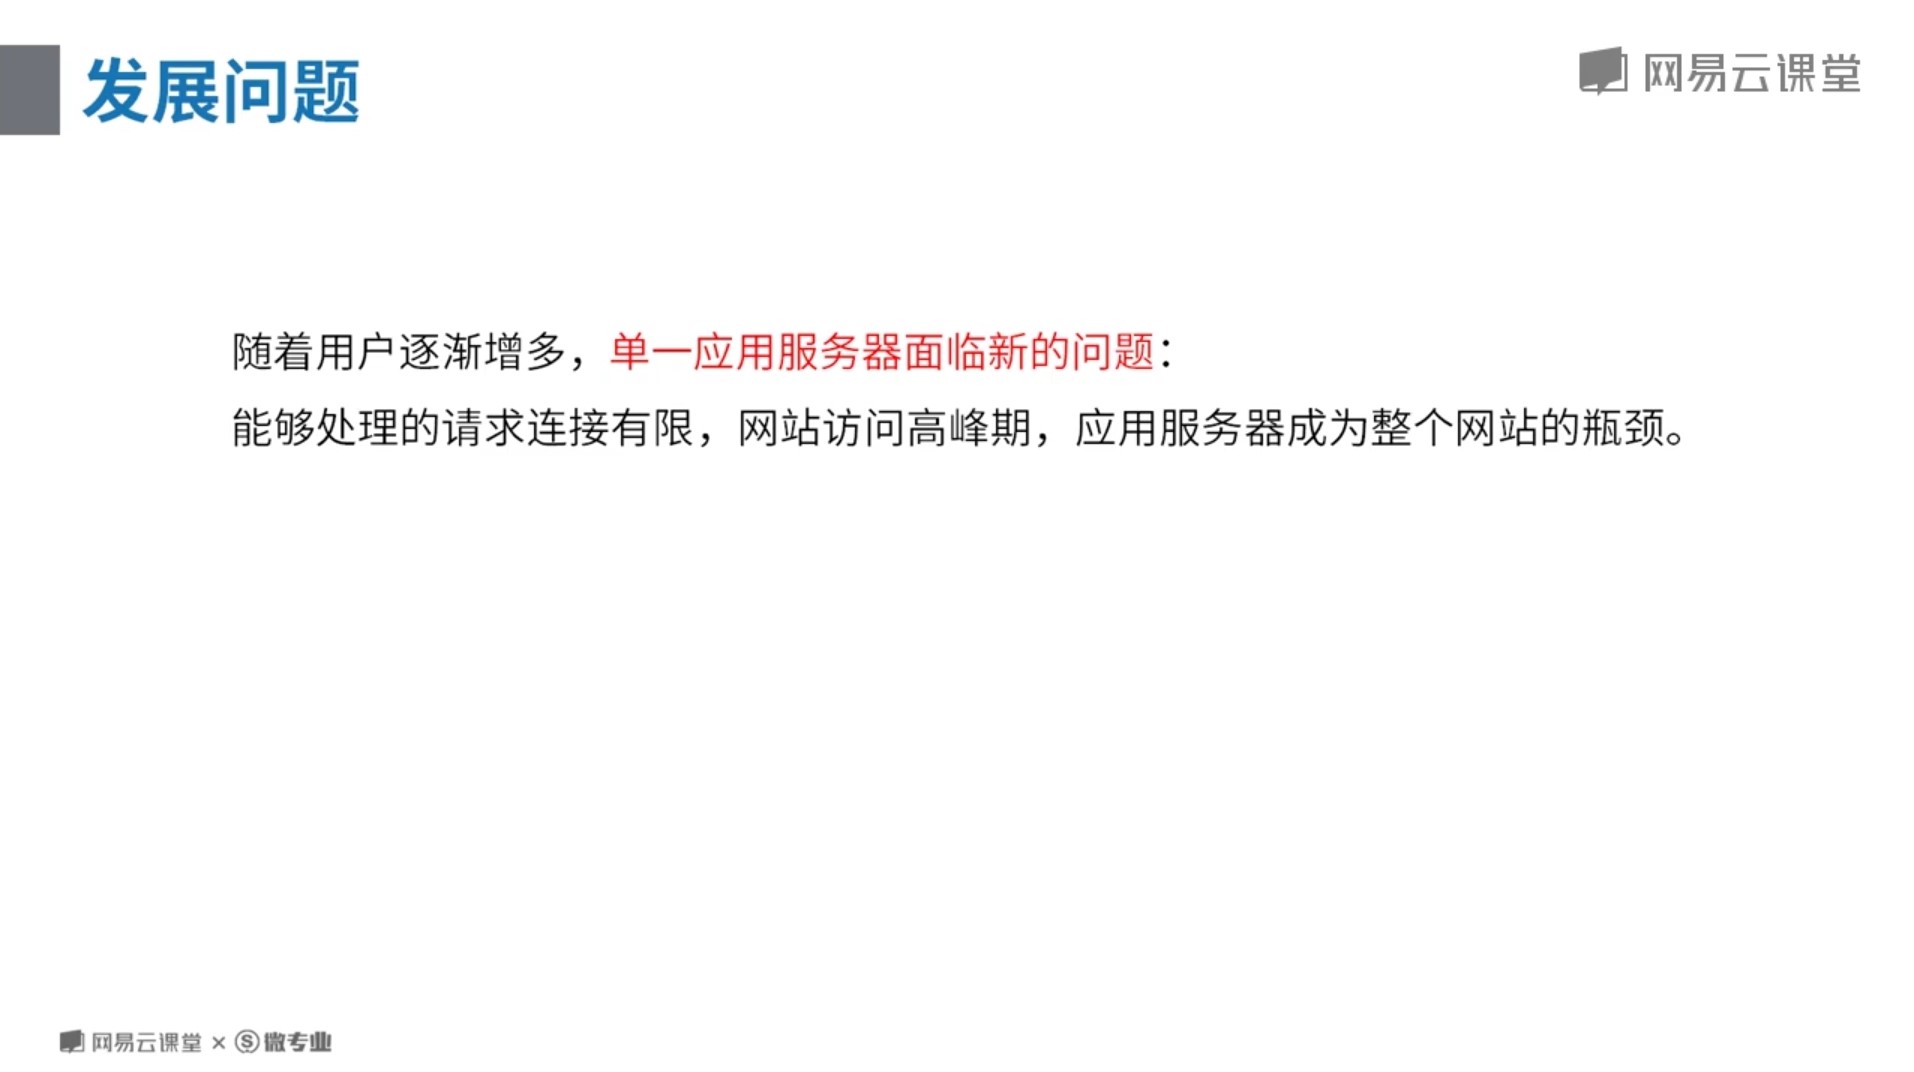 发展问题
网易云课堂
随着用户逐渐增多，单一应用服务器面临新的问题：
能够处理的请求连接有限，网站访问高峰期，应用服务器成为整个网站的瓶颈。
网易云课堂 × S 微专业